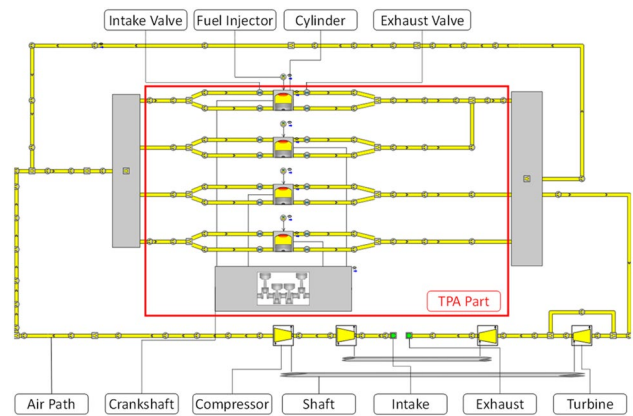 Intake Valve Fuel Injector Cylinder Exhaust Valve
TPA Part
Air Path Crankshaft Compressor Shaft Intake Exhaust Turbine